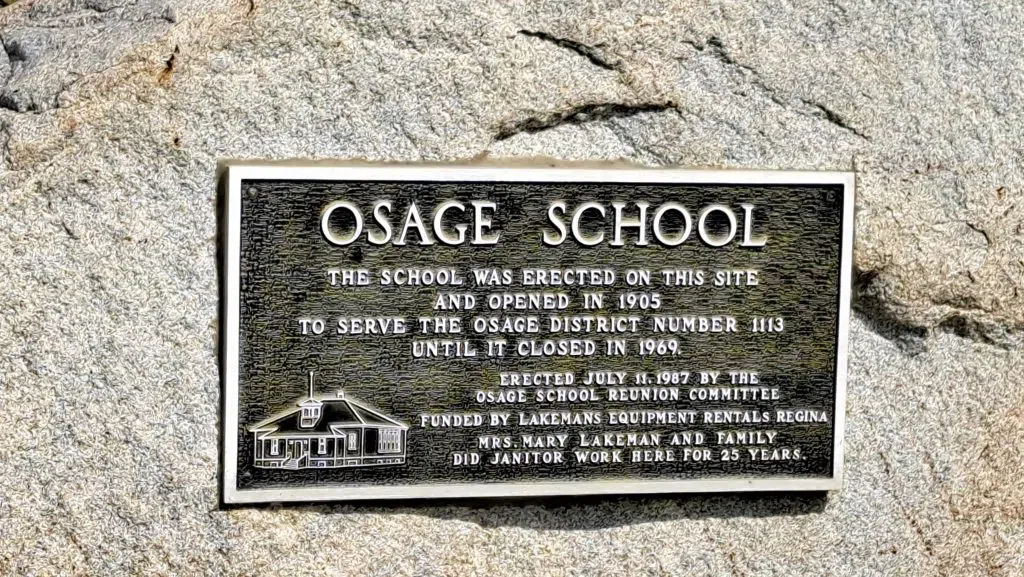 OSAGE SCHOOL
THE SCHOOL WAS ERECTED ON THIS SITE
AND OPENED IN 1905
TO SERVE THE OSAGE DISTRICT NUMBER 1113
UNTIL IT CLOSED IN 1969.
ERECTED JULY 11, 1987 BY THE
OSAGE SCHOOL REUNION COMMITTEE
FUNDED BY LAKEMANS EQUIPMENT RENTALS REGINA
MRS. MARY LAKEMAN AND FAMILY
DID JANITOR WORK HERE FOR 25 YEARS.